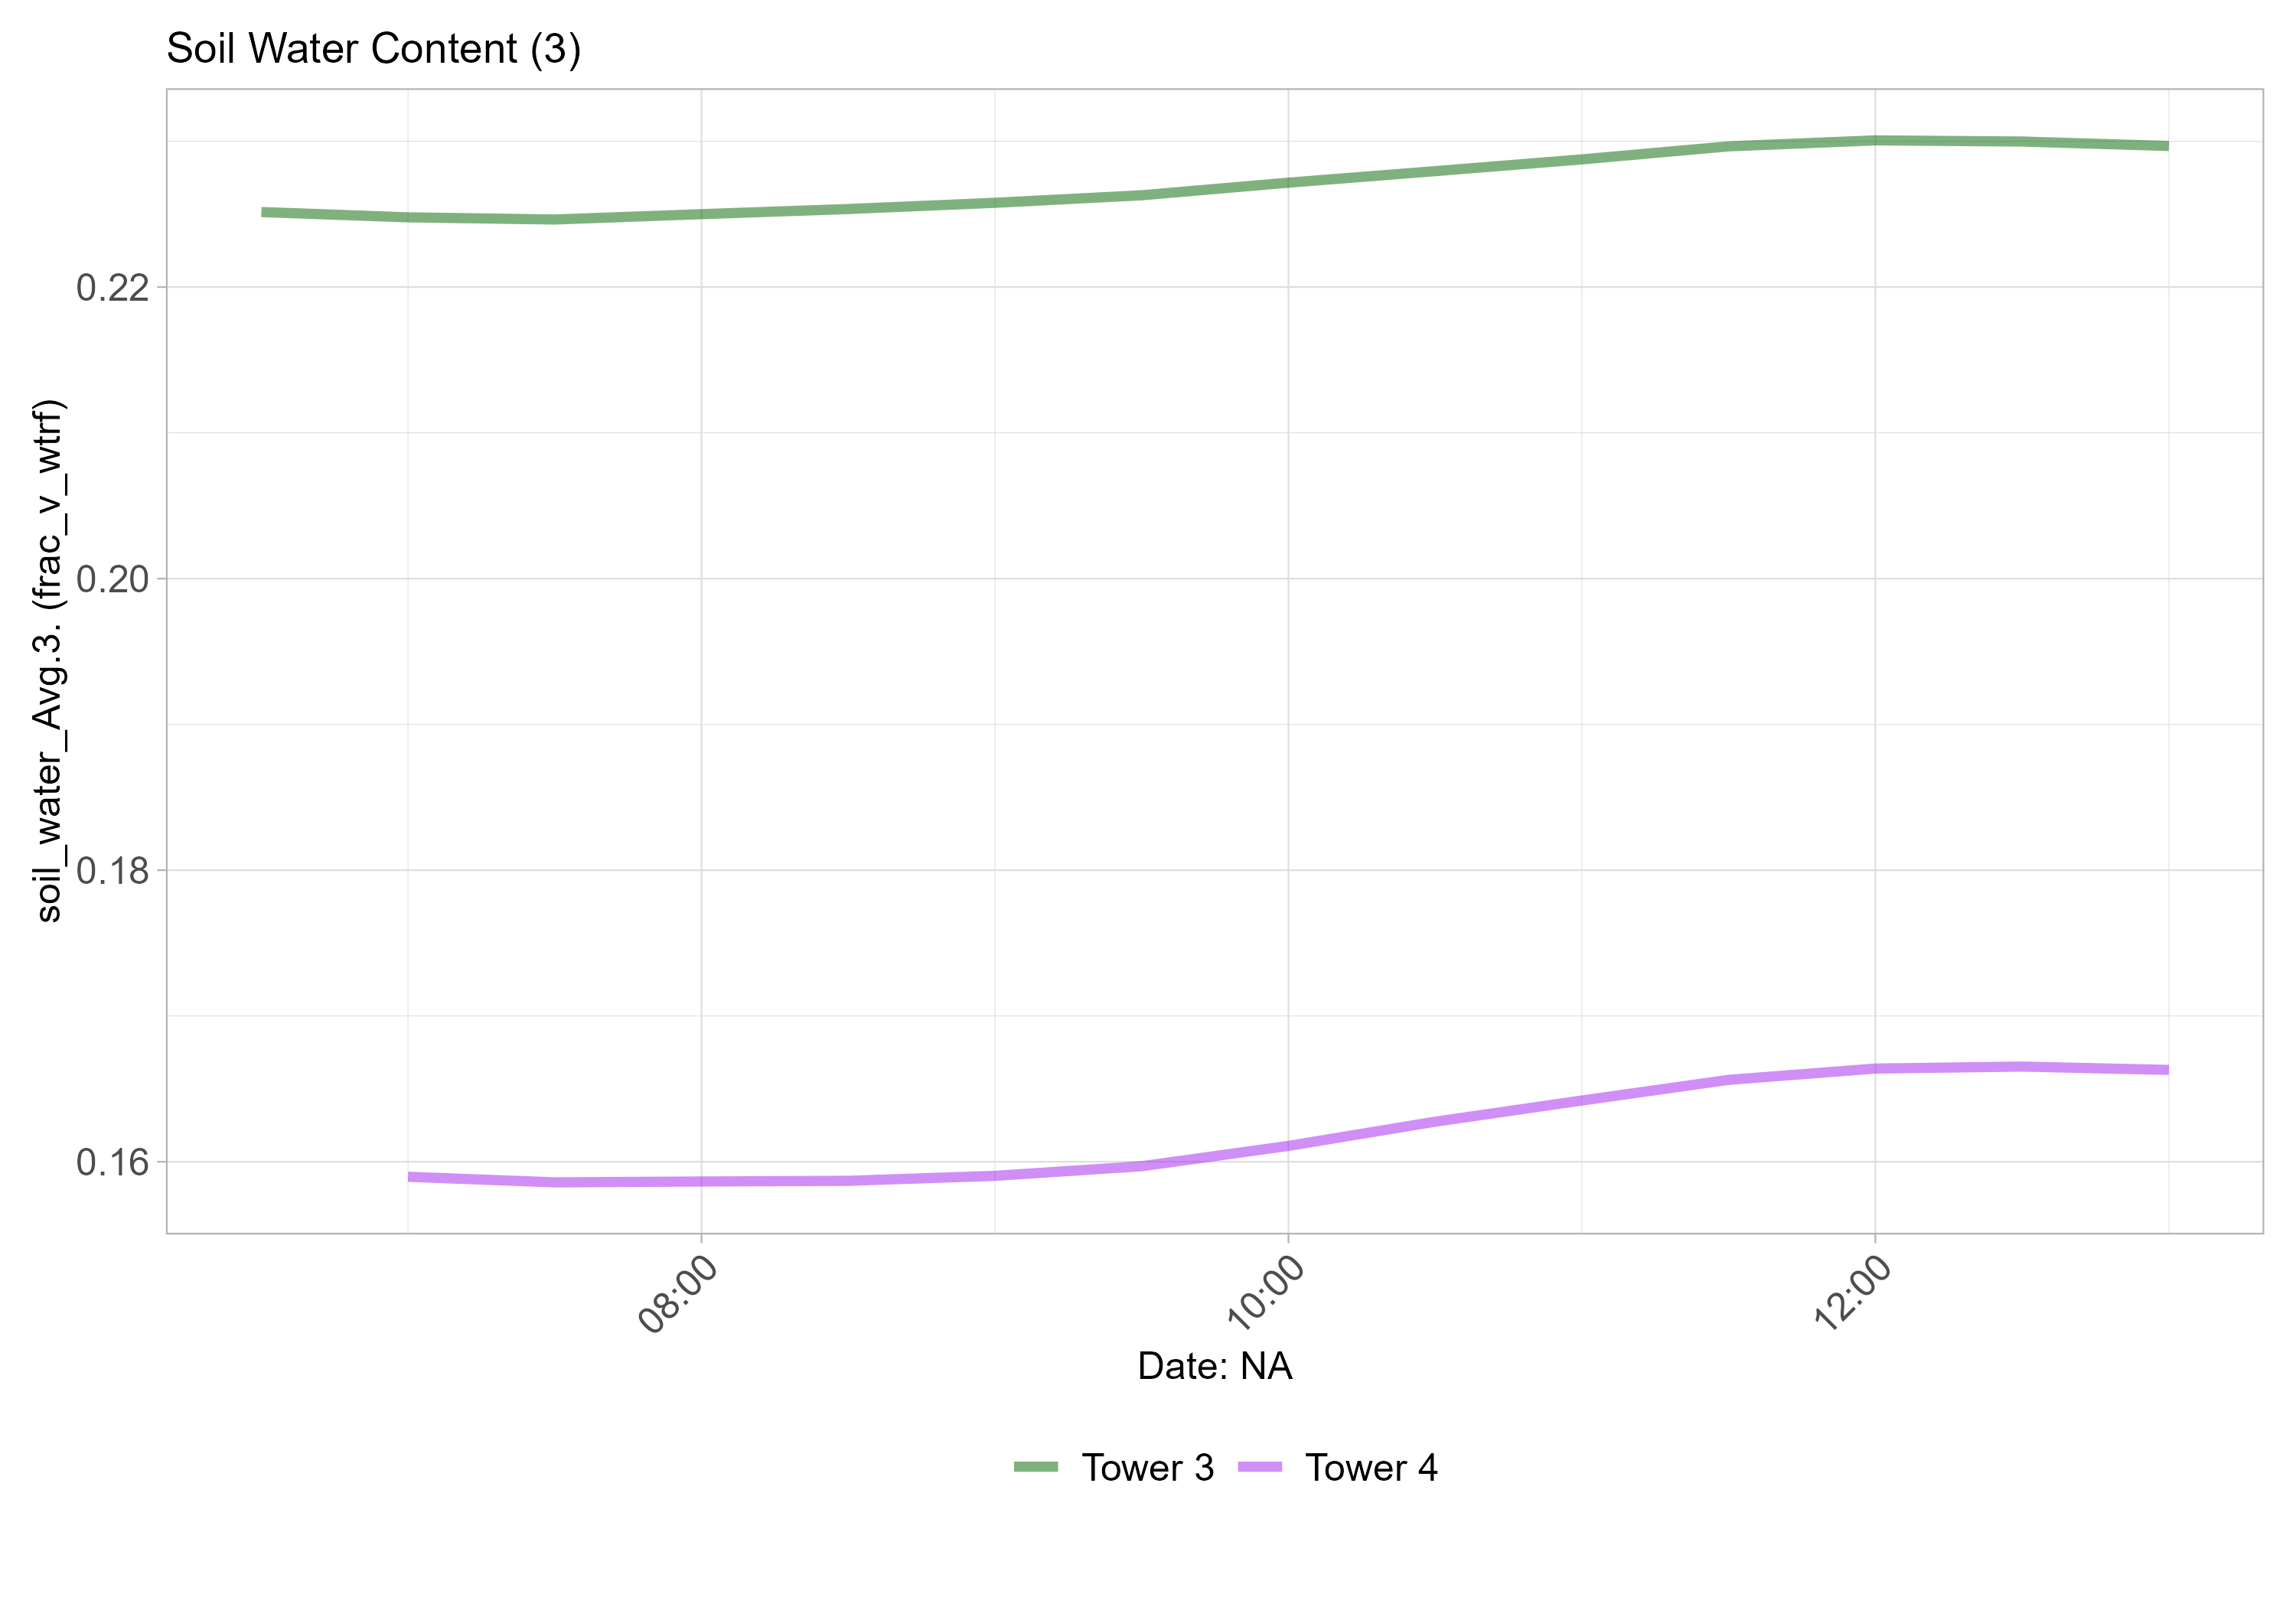 Soil Water Content (3)
soil_water_Avg.3. (frac_v_wtrf)
0.22
0.20
0.18
0.16
08:00
10:00
12:00
Date: NA
Tower 3
Tower 4